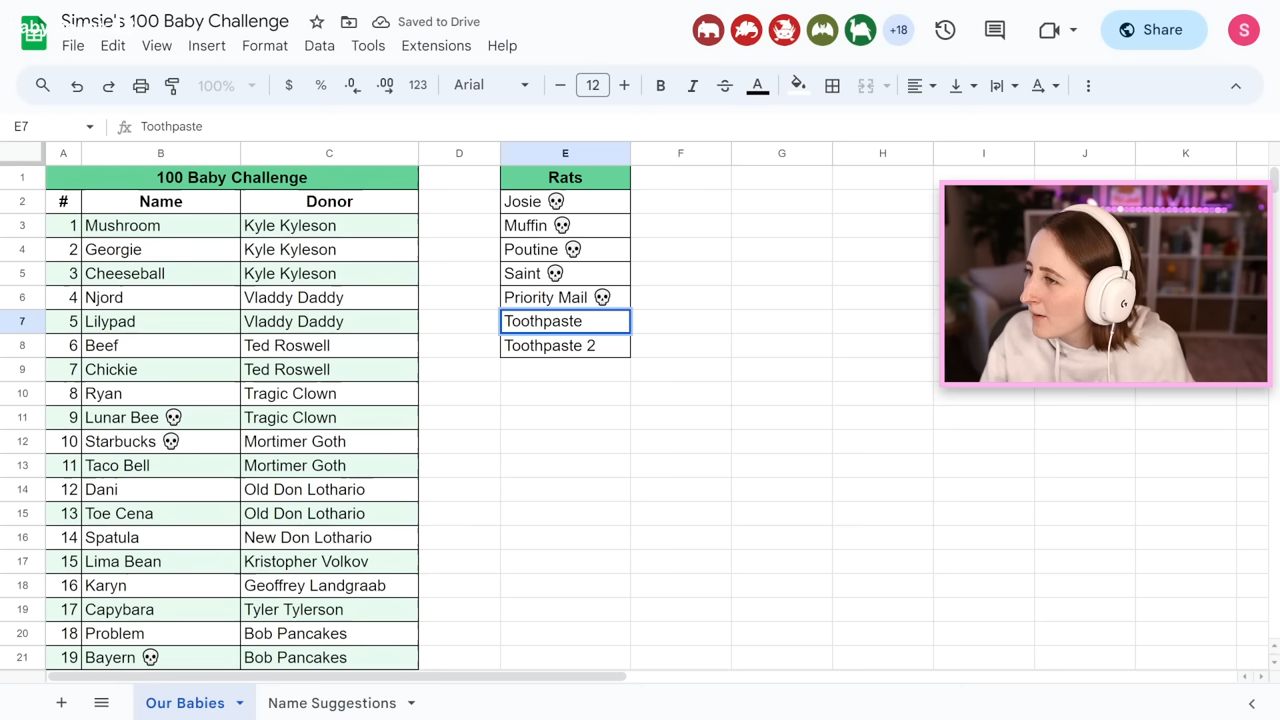 Simsie's 100 Baby Challenge
Saved to Drive
+18
Share
S
File Edit View Insert Format Data Tools Extensions Help
100% $ % .0 .00 123 Arial 12 B I A
E7 Toothpaste
A B C D E F G H I J K
1 100 Baby Challenge Rats
2 # Name Donor Josie 💀
3 1 Mushroom Kyle Kyleson Muffin 💀
4 2 Georgie Kyle Kyleson Poutine 💀
5 3 Cheeseball Kyle Kyleson Saint 💀
6 4 Njord Vladdy Daddy Priority Mail 💀
7 5 Lilypad Vladdy Daddy Toothpaste
8 6 Beef Ted Roswell Toothpaste 2
9 7 Chickie Ted Roswell
10 8 Ryan Tragic Clown
11 9 Lunar Bee 💀 Tragic Clown
12 10 Starbucks 💀 Mortimer Goth
13 11 Taco Bell Mortimer Goth
14 12 Dani Old Don Lothario
15 13 Toe Cena Old Don Lothario
16 14 Spatula New Don Lothario
17 15 Lima Bean Kristopher Volkov
18 16 Karyn Geoffrey Landgraab
19 17 Capybara Tyler Tylerson
20 18 Problem Bob Pancakes
21 19 Bayern 💀 Bob Pancakes
Our Babies Name Suggestions